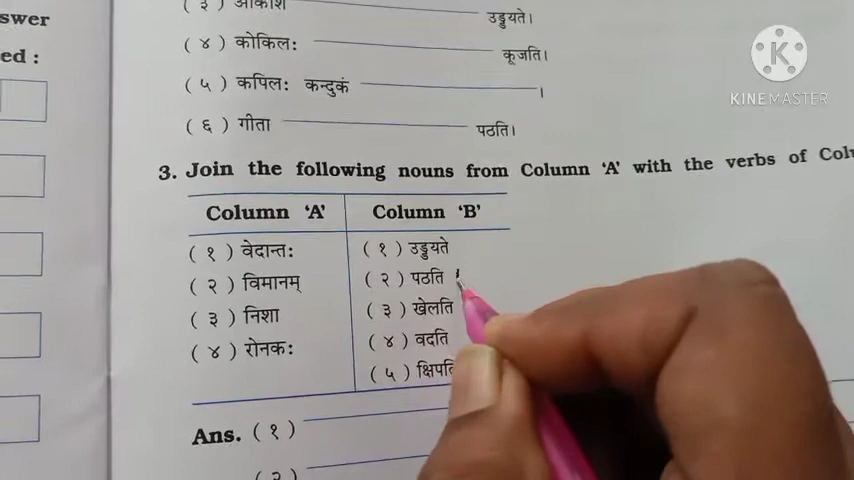 swer
ed :
( ३ ) आकाश उड्डयते।
( ४ ) कोकिलः कूजति।
( ५ ) कपिलः कन्दुकं ।
( ६ ) गीता पठति।
3. Join the following nouns from Column 'A' with the verbs of Colu
Column 'A' Column 'B'
( १ ) वेदान्तः ( १ ) उड्डयते
( २ ) विमानम् ( २ ) पठति
( ३ ) निशा ( ३ ) खेलति
( ४ ) रोनकः ( ४ ) वदति
( ५ ) क्षिपति
Ans. ( १ )
( २ )
KINEMASTER